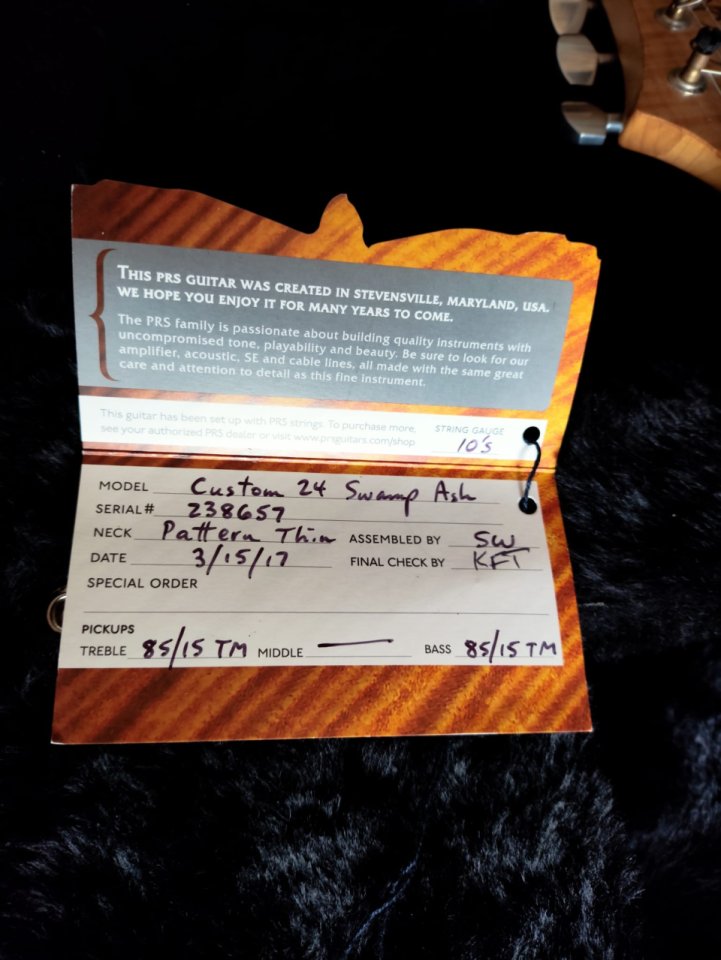 THIS PRS GUITAR WAS CREATED IN STEVENSVILLE, MARYLAND, USA.
WE HOPE YOU ENJOY IT FOR MANY YEARS TO COME.
The PRS family is passionate about building quality instruments with
uncompromised tone, playability and beauty. Be sure to look for our
amplifier, acoustic, SE and cable lines, all made with the same great
care and attention to detail as this fine instrument.
This guitar has been set up with PRS strings. To purchase more,
see your authorized PRS dealer or visit www.prsguitars.com/shop
STRING GAUGE
10's
MODEL Custom 24 Swamp Ash
SERIAL# 238657
NECK Pattern Thin ASSEMBLED BY SW
DATE 3/15/17 FINAL CHECK BY KFT
SPECIAL ORDER
PICKUPS
TREBLE 85/15 TM MIDDLE — BASS 85/15 TM